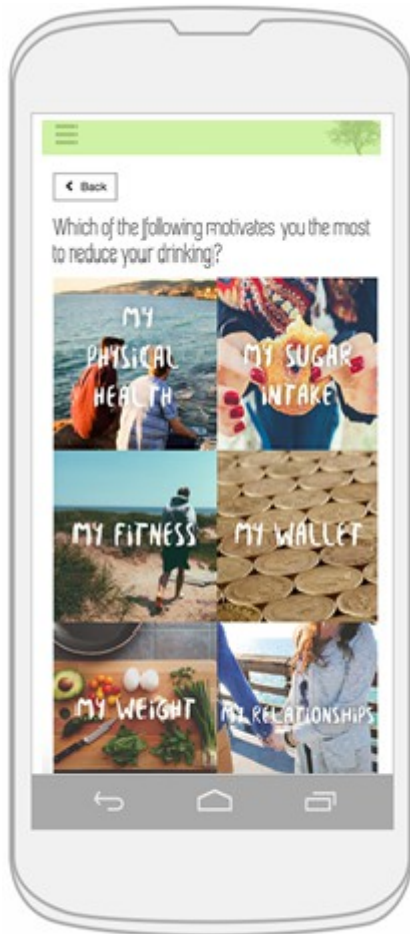 Back
Which of the following motivates you the most
to reduce your drinking?
MY
PHYSICAL
HEALTH
MY SUGAR
INTAKE
MY FITNESS
MY WALLET
MY WEIGHT
MY RELATIONSHIPS